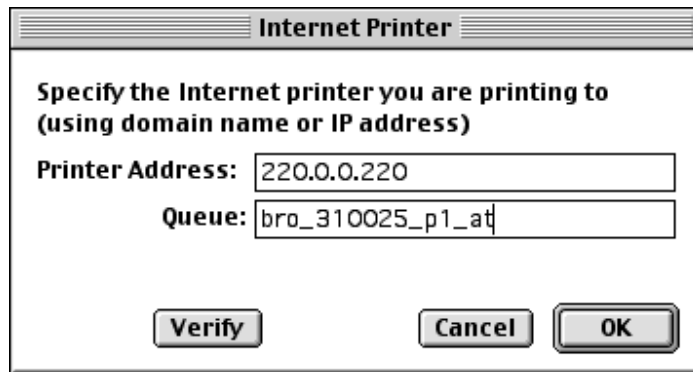 Internet Printer
Specify the Internet printer you are printing to
(using domain name or IP address)
Printer Address: 220.0.0.220
Queue: bro_310025_p1_at
Verify Cancel OK